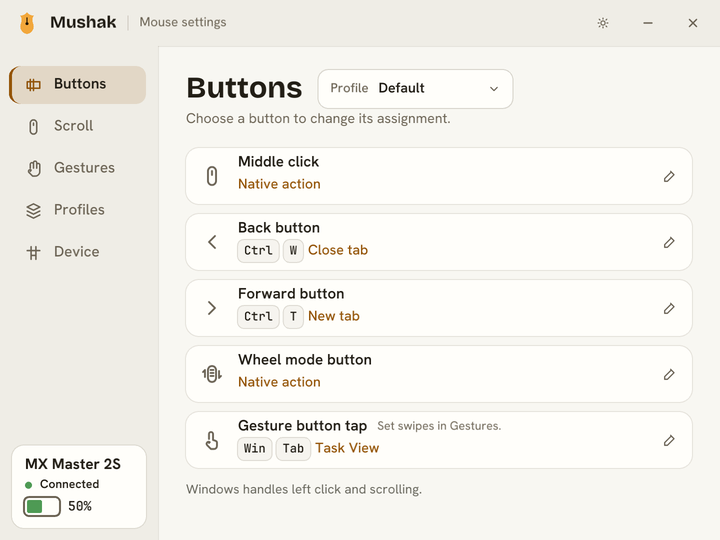 Mushak
Mouse settings
Buttons
Scroll
Gestures
Profiles
Device
MX Master 2S
Connected
50%
Buttons
Profile Default
Choose a button to change its assignment.
Middle click
Native action
Back button
Ctrl W Close tab
Forward button
Ctrl T New tab
Wheel mode button
Native action
Gesture button tap Set swipes in Gestures.
Win Tab Task View
Windows handles left click and scrolling.